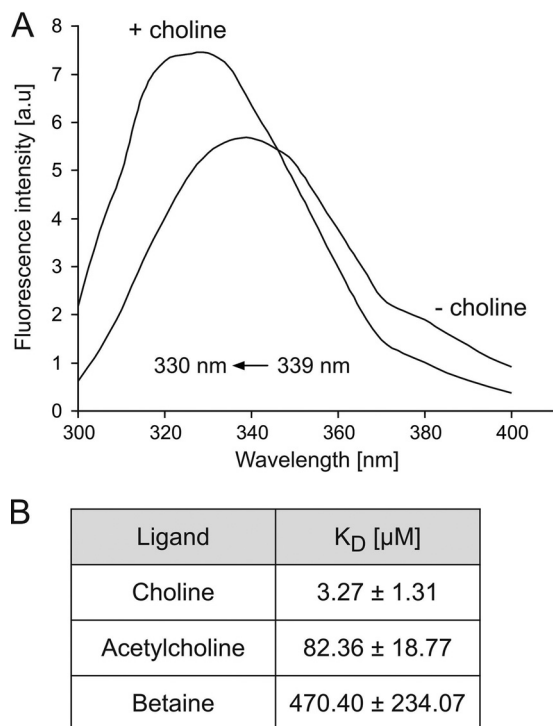 A
+ choline
Fluorescence intensity [a.u]
8
7
6
5
4
3
2
1
0
- choline
330 nm ← 339 nm
300 320 340 360 380 400
Wavelength [nm]
B
Ligand K_D [µM]
Choline 3.27 ± 1.31
Acetylcholine 82.36 ± 18.77
Betaine 470.40 ± 234.07